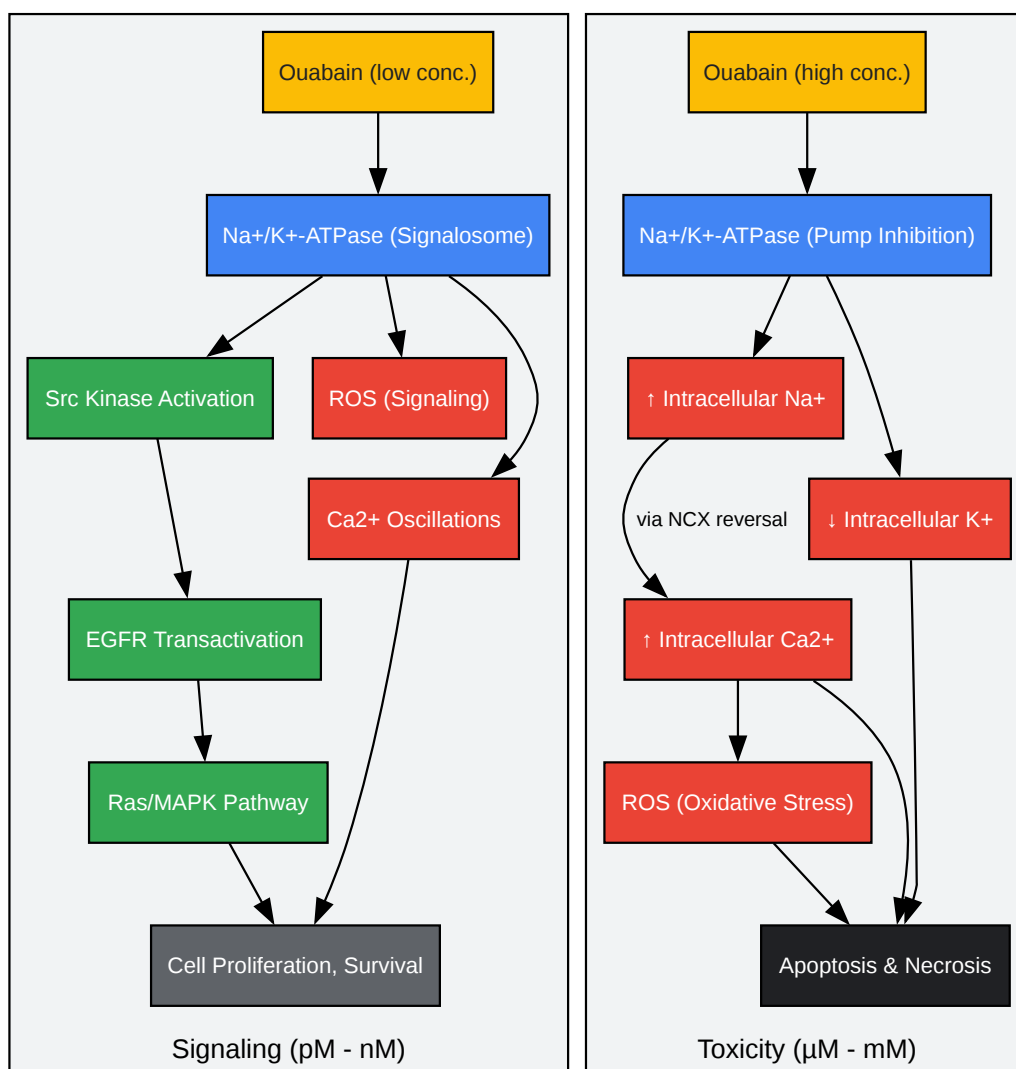 Ouabain (low conc.)
Na+/K+-ATPase (Signalosome)
Src Kinase Activation
ROS (Signaling)
Ca2+ Oscillations
EGFR Transactivation
Ras/MAPK Pathway
Cell Proliferation, Survival
Signaling (pM - nM)
Ouabain (high conc.)
Na+/K+-ATPase (Pump Inhibition)
↑ Intracellular Na+
via NCX reversal
↓ Intracellular K+
↑ Intracellular Ca2+
ROS (Oxidative Stress)
Apoptosis & Necrosis
Toxicity (µM - mM)